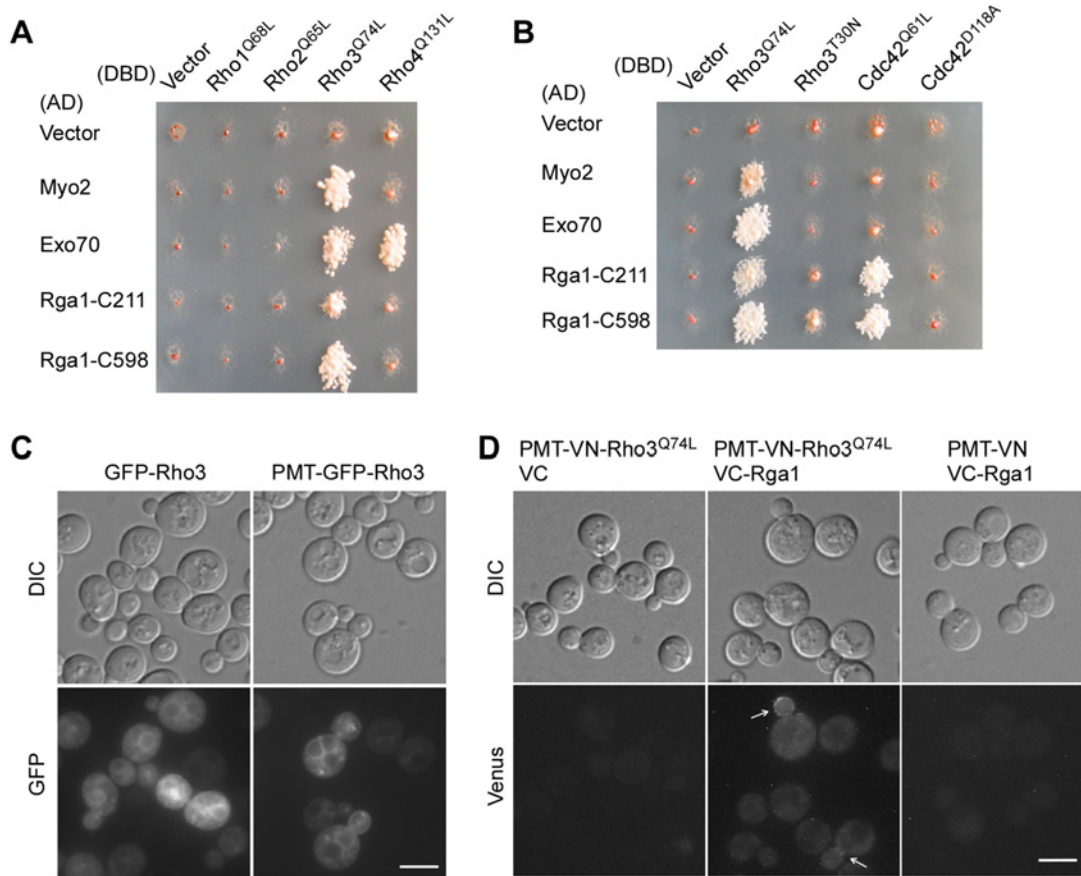 A
(DBD)
Vector
Rho1Q68L
Rho2Q65L
Rho3Q74L
Rho4Q131L
(AD)
Vector
Myo2
Exo70
Rga1-C211
Rga1-C598
B
(DBD)
Vector
Rho3Q74L
Rho3T30N
Cdc42Q61L
Cdc42D118A
(AD)
Vector
Myo2
Exo70
Rga1-C211
Rga1-C598
C
GFP-Rho3
PMT-GFP-Rho3
DIC
GFP
D
PMT-VN-Rho3Q74L
VC
PMT-VN-Rho3Q74L
VC-Rga1
PMT-VN
VC-Rga1
DIC
Venus